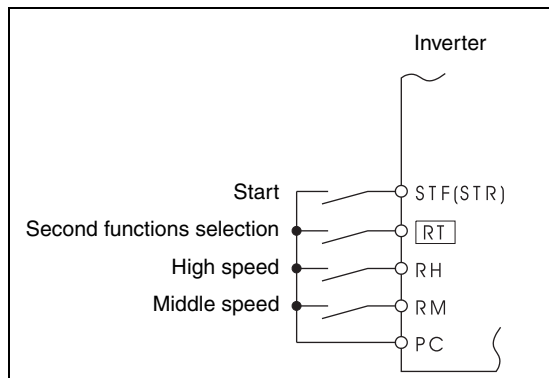 Inverter
Start
STF(STR)
Second functions selection
RT
High speed
RH
Middle speed
RM
PC